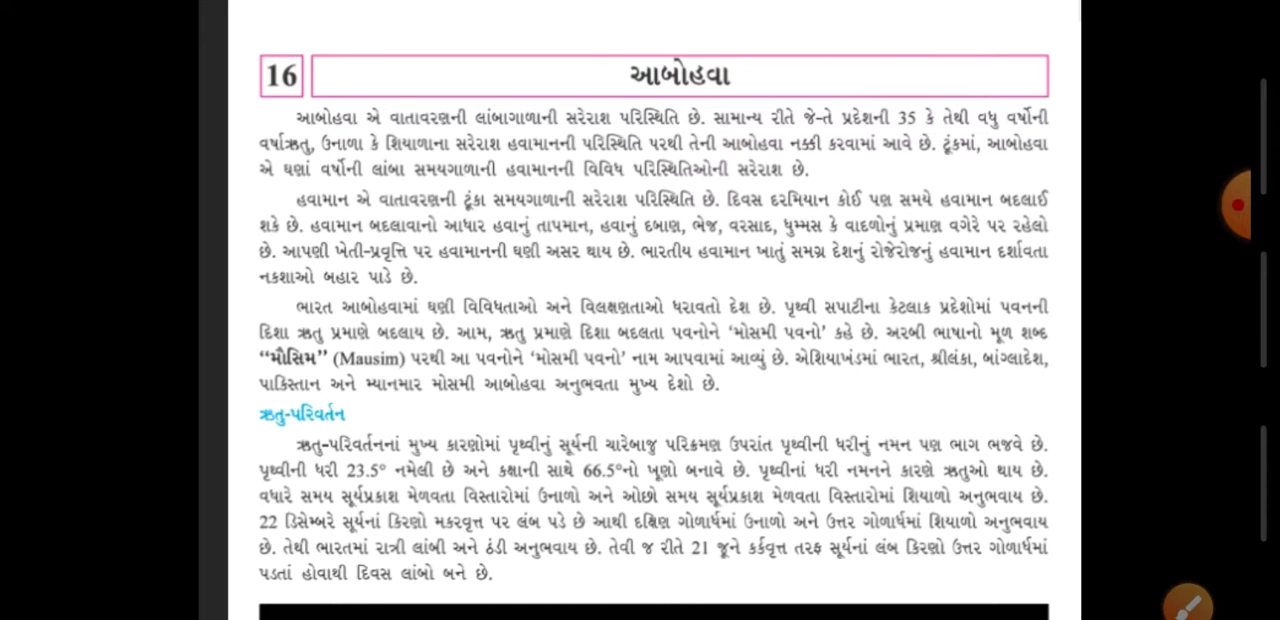 16
આબોહવા
આબોહવા એ વાતાવરણની લાંબાગાળાની સરેરાશ પરિસ્થિતિ છે. સામાન્ય રીતે જે-તે પ્રદેશની 35 કે તેથી વધુ વર્ષોની
વર્ષાઋતુ, ઉનાળા કે શિયાળાના સરેરાશ હવામાનની પરિસ્થિતિ પરથી તેની આબોહવા નક્કી કરવામાં આવે છે. ટૂંકમાં, આબોહવા
એ ઘણાં વર્ષોની લાંબા સમયગાળાની હવામાનની વિવિધ પરિસ્થિતિઓની સરેરાશ છે.
હવામાન એ વાતાવરણની ટૂંકા સમયગાળાની સરેરાશ પરિસ્થિતિ છે. દિવસ દરમિયાન કોઈ પણ સમયે હવામાન બદલાઈ
શકે છે. હવામાન બદલાવાનો આધાર હવાનું તાપમાન, હવાનું દબાણ, ભેજ, વરસાદ, ધુમ્મસ કે વાદળોનું પ્રમાણ વગેરે પર રહેલો
છે. આપણી ખેતી-પ્રવૃત્તિ પર હવામાનની ઘણી અસર થાય છે. ભારતીય હવામાન ખાતું સમગ્ર દેશનું રોજેરોજનું હવામાન દર્શાવતા
નકશાઓ બહાર પાડે છે.
ભારત આબોહવામાં ઘણી વિવિધતાઓ અને વિલક્ષણતાઓ ધરાવતો દેશ છે. પૃથ્વી સપાટીના કેટલાક પ્રદેશોમાં પવનની
દિશા ઋતુ પ્રમાણે બદલાય છે. આમ, ઋતુ પ્રમાણે દિશા બદલતા પવનોને ‘મોસમી પવનો’ કહે છે. અરબી ભાષાનો મૂળ શબ્દ
“મૌસિમ” (Mausim) પરથી આ પવનોને ‘મોસમી પવનો’ નામ આપવામાં આવ્યું છે. એશિયાખંડમાં ભારત, શ્રીલંકા, બાંગ્લાદેશ,
પાકિસ્તાન અને મ્યાનમાર મોસમી આબોહવા અનુભવતા મુખ્ય દેશો છે.
ઋતુ-પરિવર્તન
ઋતુ-પરિવર્તનનાં મુખ્ય કારણોમાં પૃથ્વીનું સૂર્યની ચારેબાજુ પરિક્રમણ ઉપરાંત પૃથ્વીની ધરીનું નમન પણ ભાગ ભજવે છે.
પૃથ્વીની ધરી 23.5° નમેલી છે અને કક્ષાની સાથે 66.5°નો ખૂણો બનાવે છે. પૃથ્વીનાં ધરી નમનને કારણે ઋતુઓ થાય છે.
વધારે સમય સૂર્યપ્રકાશ મેળવતા વિસ્તારોમાં ઉનાળો અને ઓછો સમય સૂર્યપ્રકાશ મેળવતા વિસ્તારોમાં શિયાળો અનુભવાય છે.
22 ડિસેમ્બરે સૂર્યનાં કિરણો મકરવૃત્ત પર લંબ પડે છે આથી દક્ષિણ ગોળાર્ધમાં ઉનાળો અને ઉત્તર ગોળાર્ધમાં શિયાળો અનુભવાય
છે. તેથી ભારતમાં રાત્રી લાંબી અને ઠંડી અનુભવાય છે. તેવી જ રીતે 21 જૂને કર્કવૃત્ત તરફ સૂર્યનાં લંબ કિરણો ઉત્તર ગોળાર્ધમાં
પડતાં હોવાથી દિવસ લાંબો બને છે.